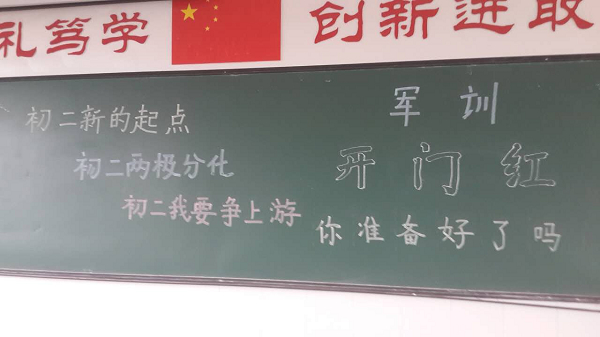 礼笃学
创新进取
初二新的起点
初二两极分化
初二我要争上游
军训
开门红
你准备好了吗